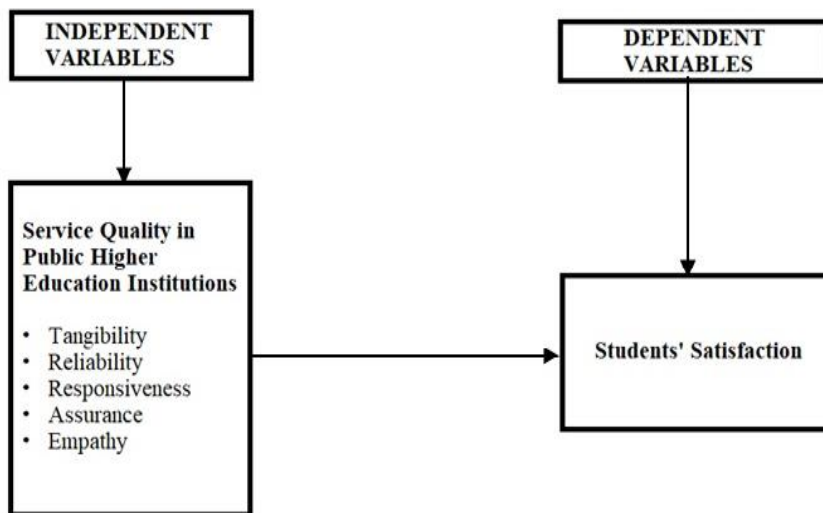 INDEPENDENT
VARIABLES
DEPENDENT
VARIABLES
Service Quality in
Public Higher
Education Institutions
• Tangibility
• Reliability
• Responsiveness
• Assurance
• Empathy
Students' Satisfaction